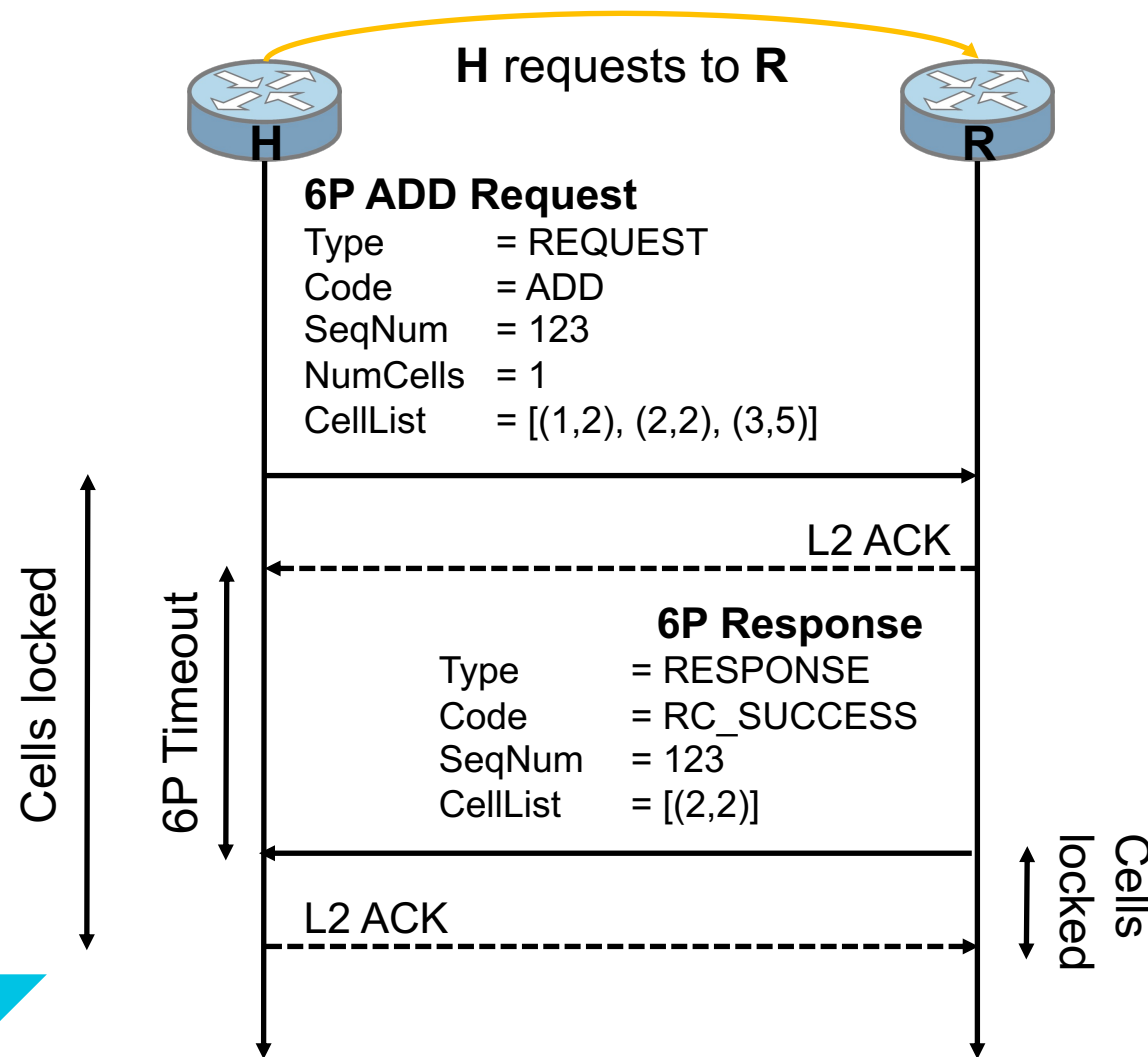 H requests to R
H
R
6P ADD Request
Type = REQUEST
Code = ADD
SeqNum = 123
NumCells = 1
CellList = [(1,2), (2,2), (3,5)]
L2 ACK
Cells locked
6P Timeout
6P Response
Type = RESPONSE
Code = RC_SUCCESS
SeqNum = 123
CellList = [(2,2)]
Cells
locked
L2 ACK